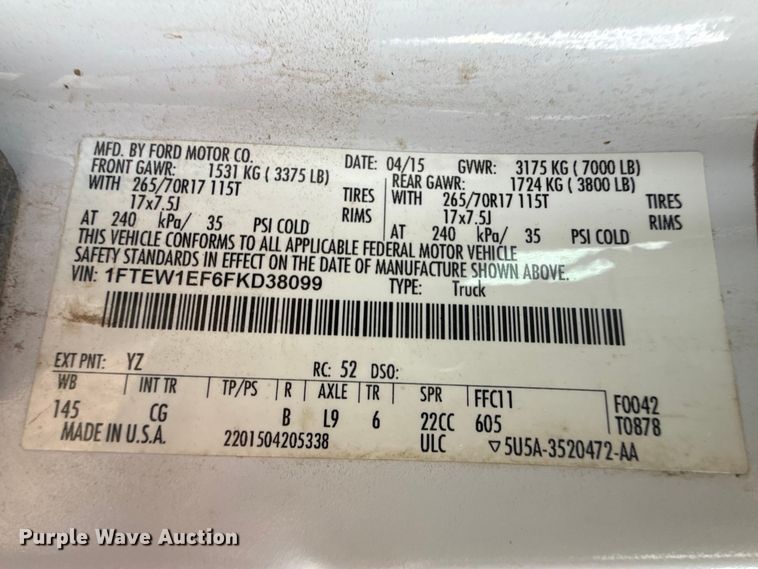 MFD. BY FORD MOTOR CO. DATE: 04/15 GVWR: 3175 KG ( 7000 LB)
FRONT GAWR: 1531 KG ( 3375 LB) REAR GAWR: 1724 KG ( 3800 LB)
WITH 265/70R17 115T TIRES WITH 265/70R17 115T TIRES
17x7.5J RIMS 17x7.5J RIMS
AT 240 kPa/ 35 PSI COLD AT 240 kPa/ 35 PSI COLD
THIS VEHICLE CONFORMS TO ALL APPLICABLE FEDERAL MOTOR VEHICLE
SAFETY STANDARDS IN EFFECT ON THE DATE OF MANUFACTURE SHOWN ABOVE.
VIN: 1FTEW1EF6FKD38099 TYPE: Truck
EXT PNT: YZ RC: 52 DSO:
WB INT TR TP/PS R AXLE TR SPR FFC11 F0042
145 CG B L9 6 22CC 605 T0878
MADE IN U.S.A. 2201504205338 ULC ▽5U5A-3520472-AA
Purple Wave Auction